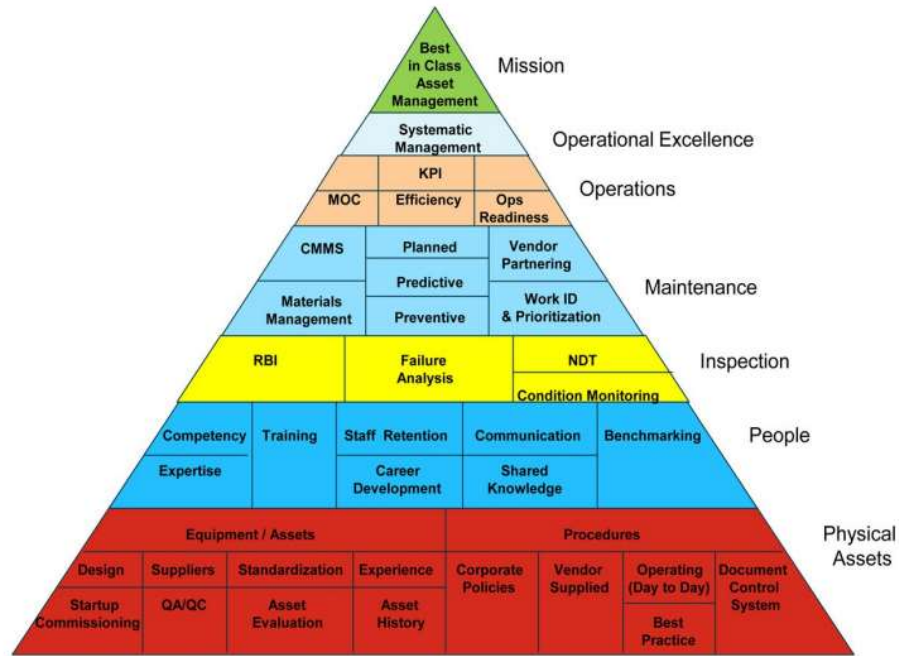 Best
in Class
Asset
Management
Mission
Systematic
Management
Operational Excellence
KPI
Operations
MOC
Efficiency
Ops
Readiness
CMMS
Planned
Vendor
Partnering
Predictive
Maintenance
Materials
Management
Preventive
Work ID
& Prioritization
RBI
Failure
Analysis
NDT
Inspection
Condition Monitoring
Competency
Training
Staff Retention
Communication
Benchmarking
People
Expertise
Career
Development
Shared
Knowledge
Equipment / Assets
Procedures
Physical
Assets
Design
Suppliers
Standardization
Experience
Corporate
Policies
Vendor
Supplied
Operating
(Day to Day)
Document
Control
System
Startup
Commissioning
QA/QC
Asset
Evaluation
Asset
History
Best
Practice